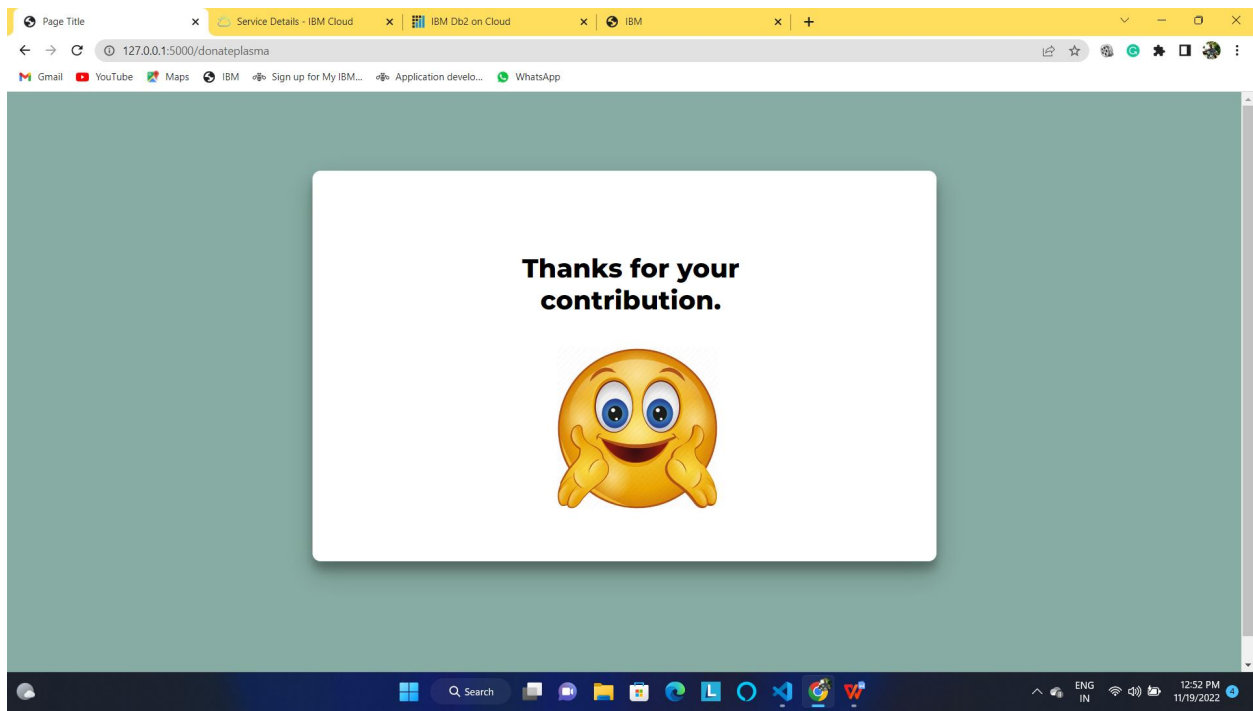 Page Title
Service Details - IBM Cloud
IBM Db2 on Cloud
IBM
127.0.0.1:5000/donateplasma
Gmail YouTube Maps IBM Sign up for My IBM... Application develo... WhatsApp
Thanks for your
contribution.
Search
ENG
IN
12:52 PM
11/19/2022
4